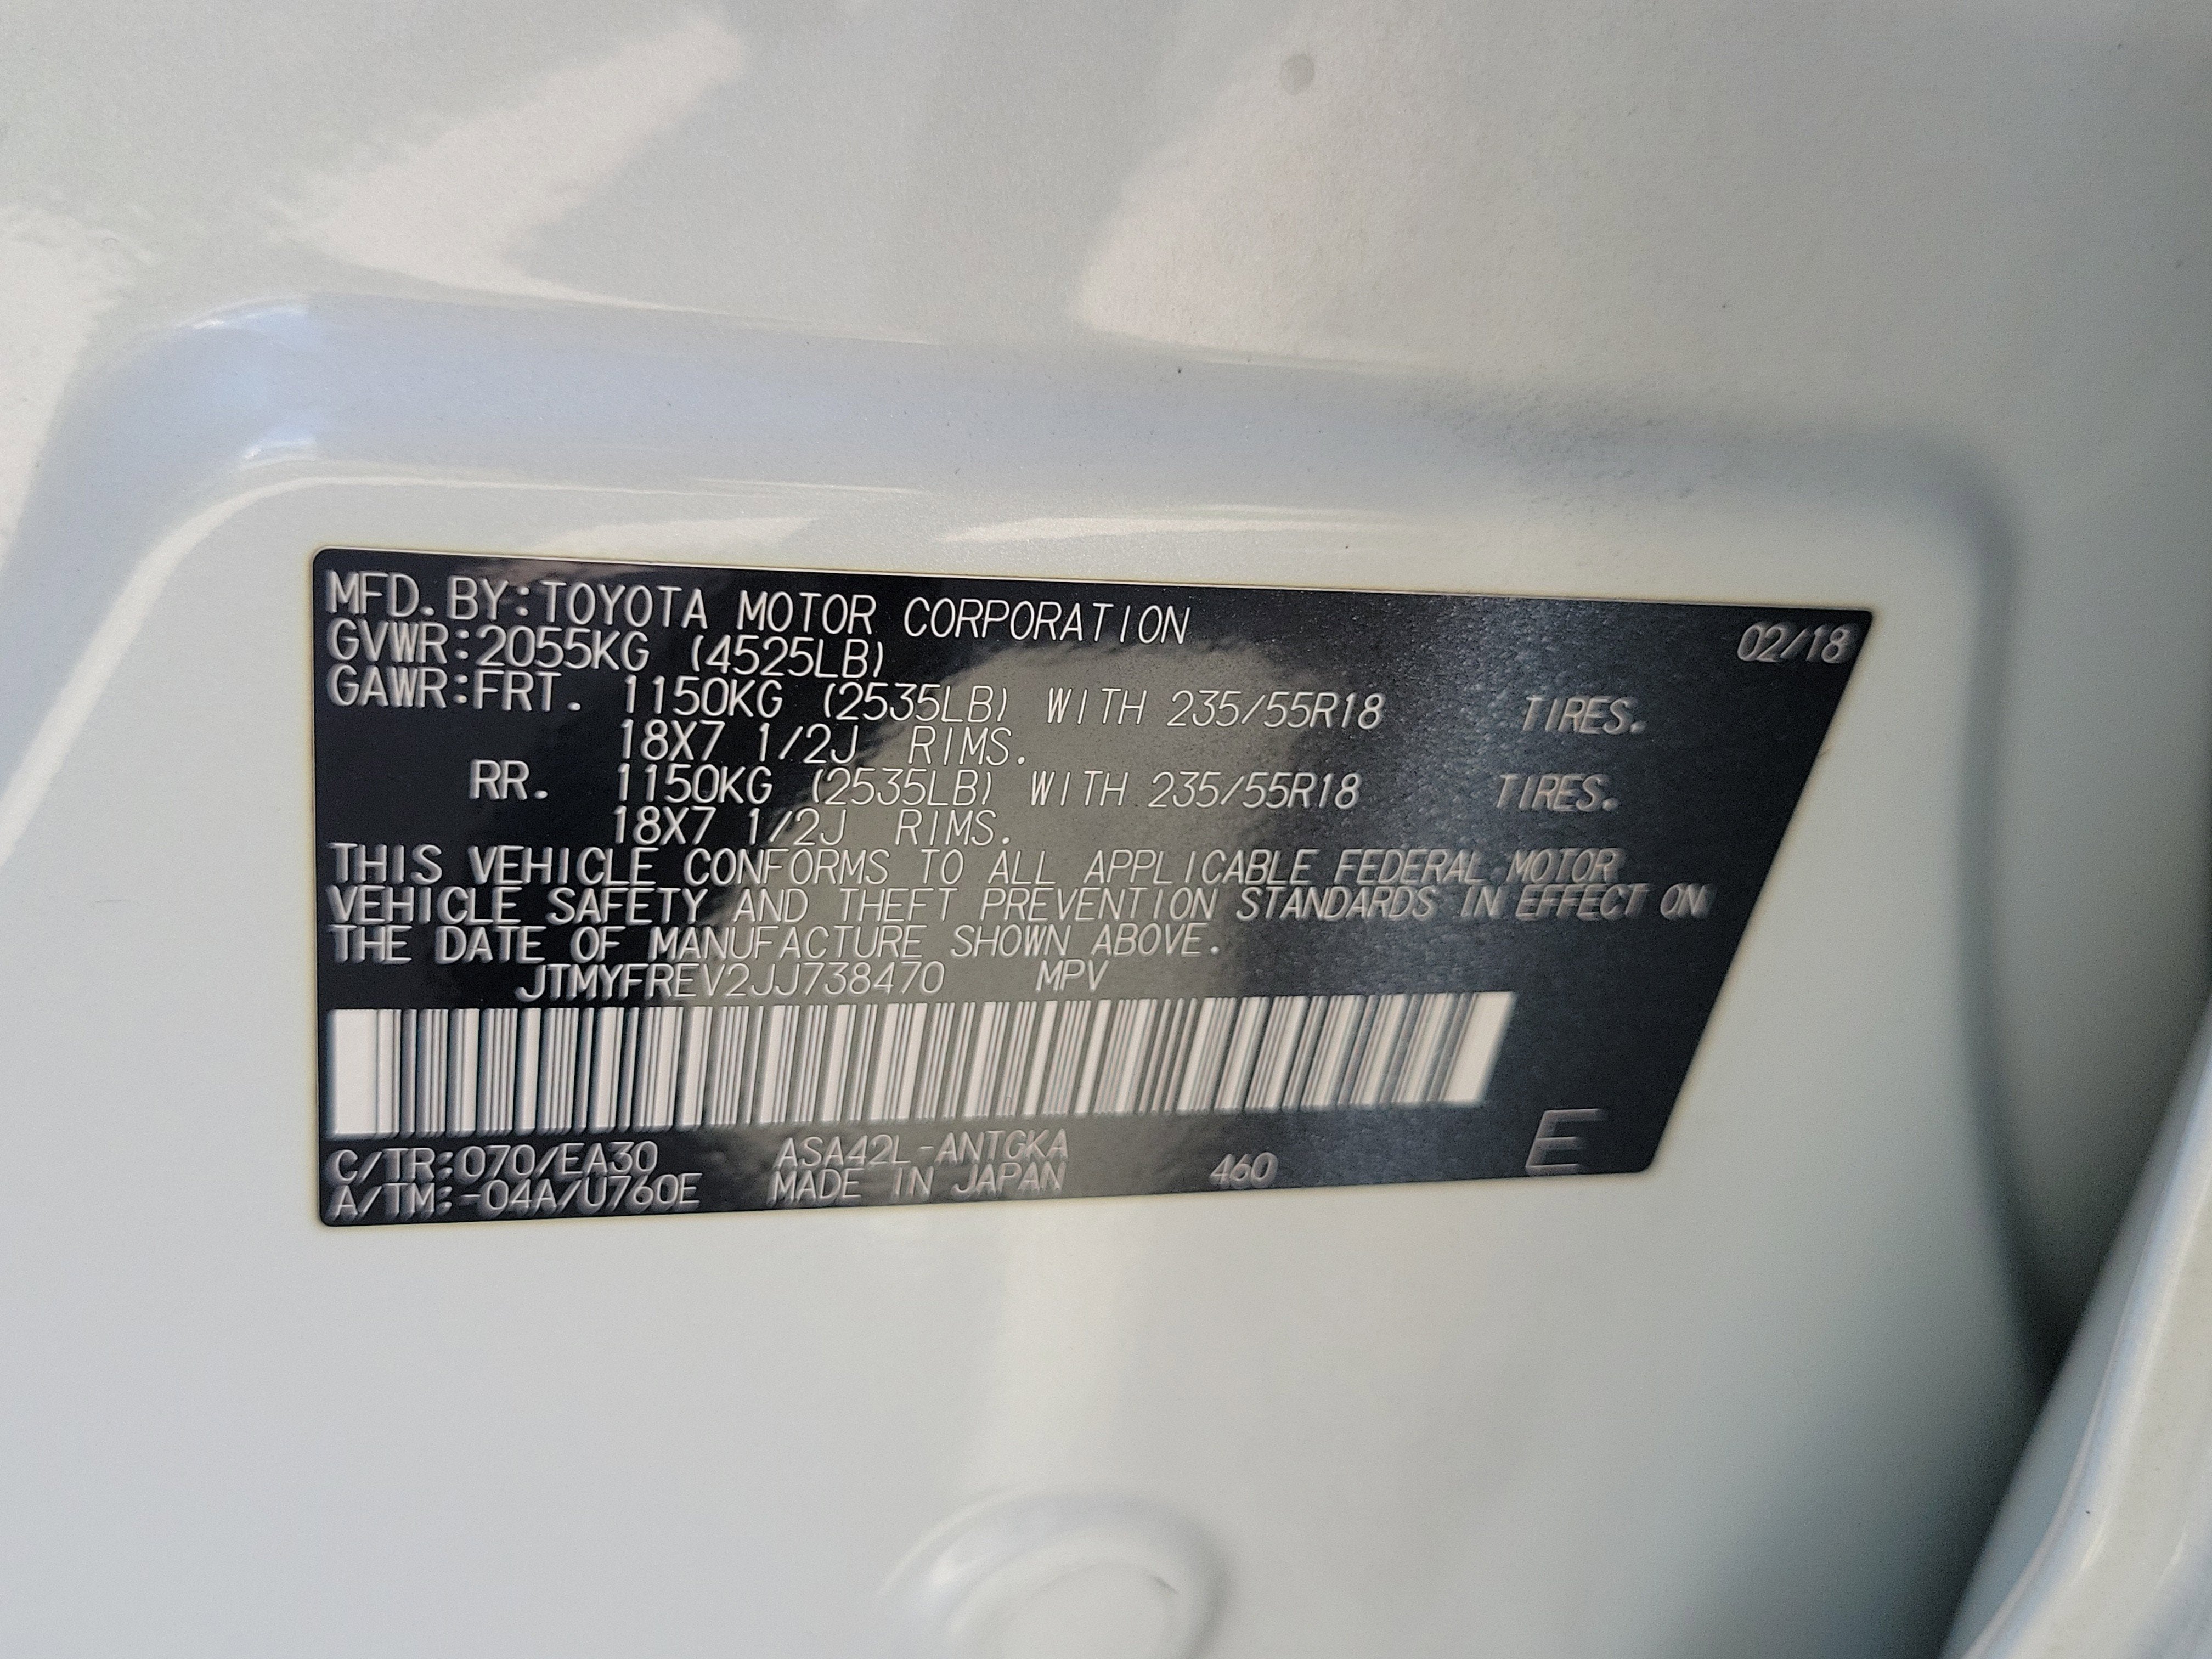 MFD. BY: TOYOTA MOTOR CORPORATION 02/18
GVWR: 2055KG (4525LB)
GAWR: FRT. 1150KG (2535LB) WITH 235/55R18 TIRES.
18X7 1/2J RIMS.
RR. 1150KG (2535LB) WITH 235/55R18 TIRES.
18X7 1/2J RIMS.
THIS VEHICLE CONFORMS TO ALL APPLICABLE FEDERAL MOTOR
VEHICLE SAFETY AND THEFT PREVENTION STANDARDS IN EFFECT ON
THE DATE OF MANUFACTURE SHOWN ABOVE.
JTMYFREV2JJ738470 MPV
C/TR: 070/EA30 ASA42L-ANTGKA
A/TM: -04A/U760E MADE IN JAPAN 460 E